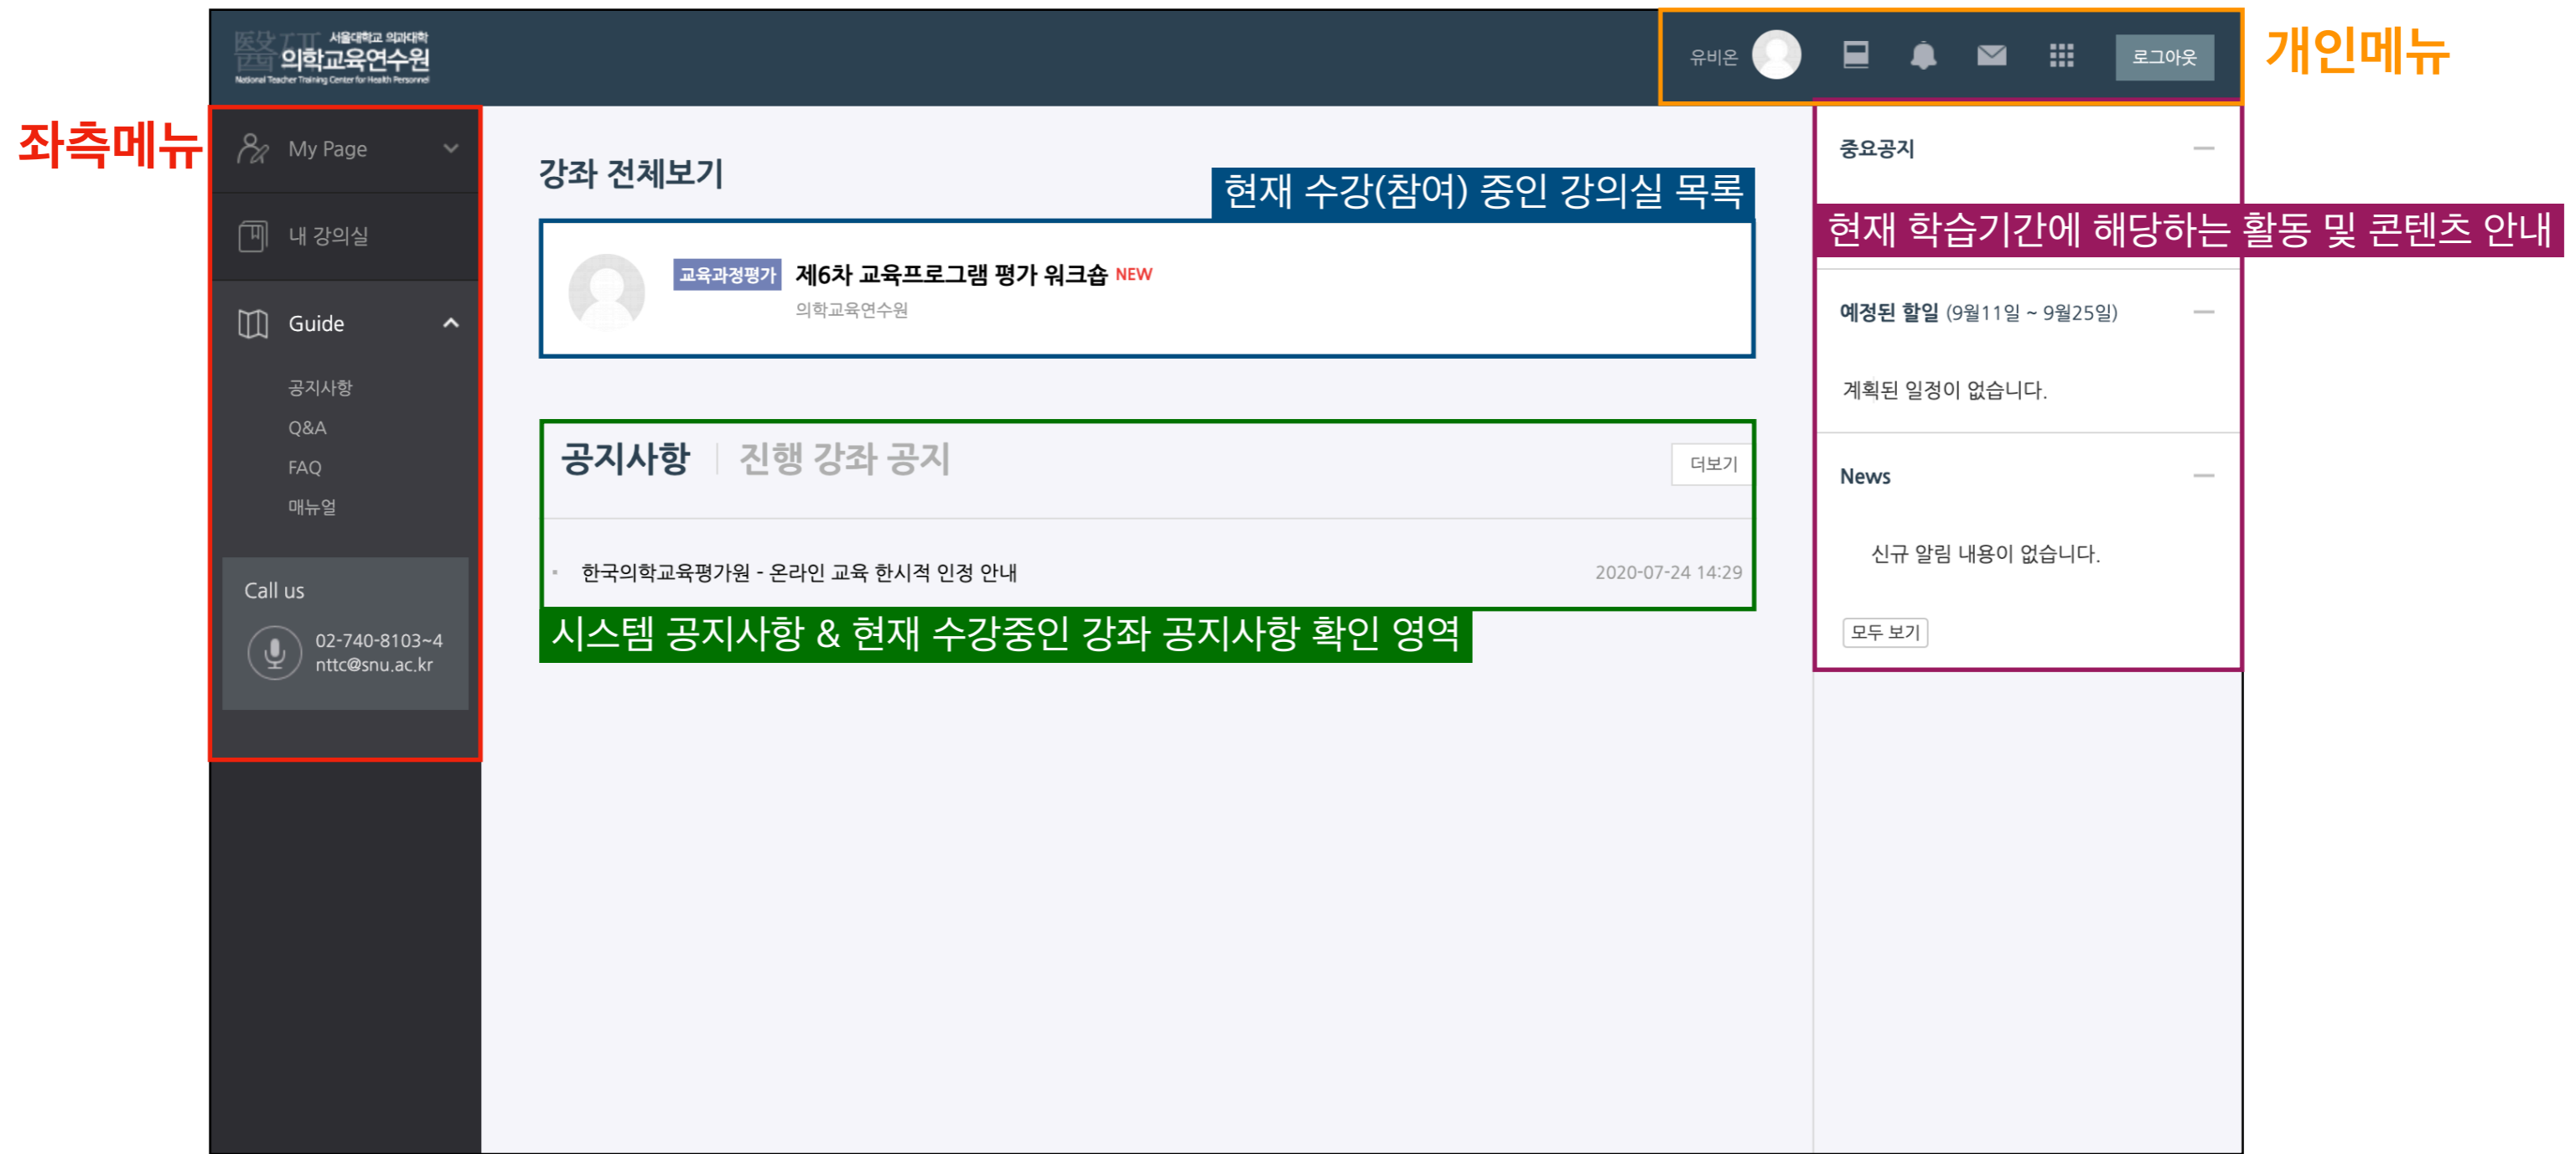 서울대학교 의과대학
醫硏 의학교육연수원
National Teacher Training Center for Health Personnel
유비온
로그아웃
개인메뉴
좌측메뉴
My Page
내 강의실
Guide
공지사항
Q&A
FAQ
매뉴얼
Call us
02-740-8103~4
nttc@snu.ac.kr
강좌 전체보기
현재 수강(참여) 중인 강의실 목록
교육과정평가 제6차 교육프로그램 평가 워크숍 NEW
의학교육연수원
공지사항 진행 강좌 공지 더보기
한국의학교육평가원 - 온라인 교육 한시적 인정 안내 2020-07-24 14:29
시스템 공지사항 & 현재 수강중인 강좌 공지사항 확인 영역
중요공지
현재 학습기간에 해당하는 활동 및 콘텐츠 안내
예정된 할일 (9월11일 ~ 9월25일)
계획된 일정이 없습니다.
News
신규 알림 내용이 없습니다.
모두 보기